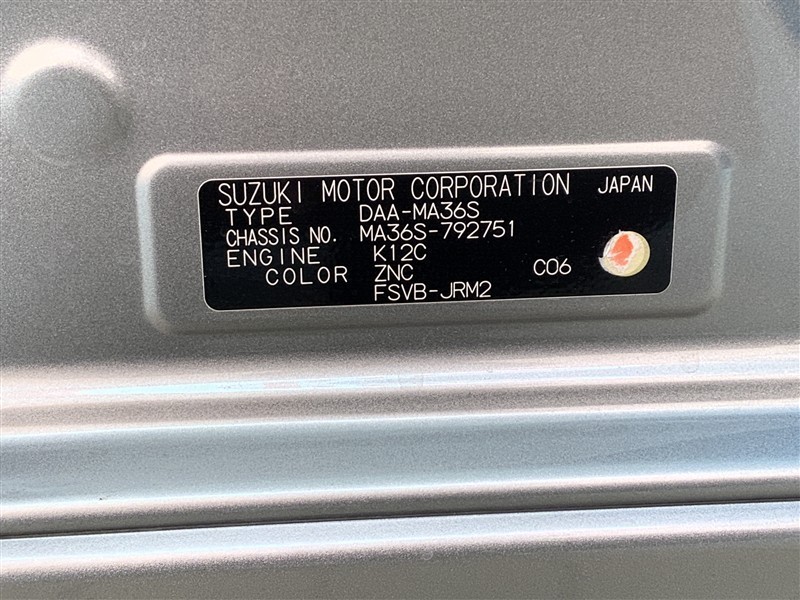 SUZUKI MOTOR CORPORATION JAPAN
TYPE DAA-MA36S
CHASSIS NO. MA36S-792751
ENGINE K12C
COLOR ZNC C06
FSVB-JRM2